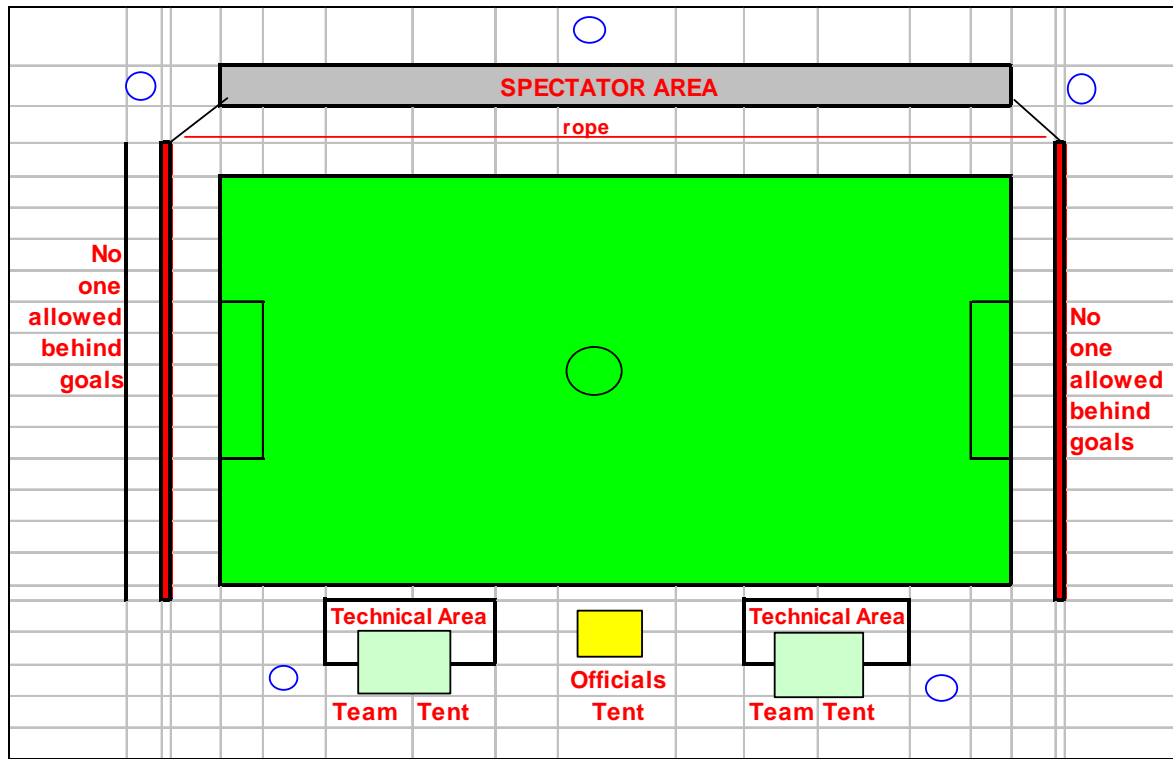 SPECTATOR AREA
rope
No
one
allowed
behind
goals
No
one
allowed
behind
goals
Technical Area
Technical Area
Officials
Tent
Team Tent
Team Tent